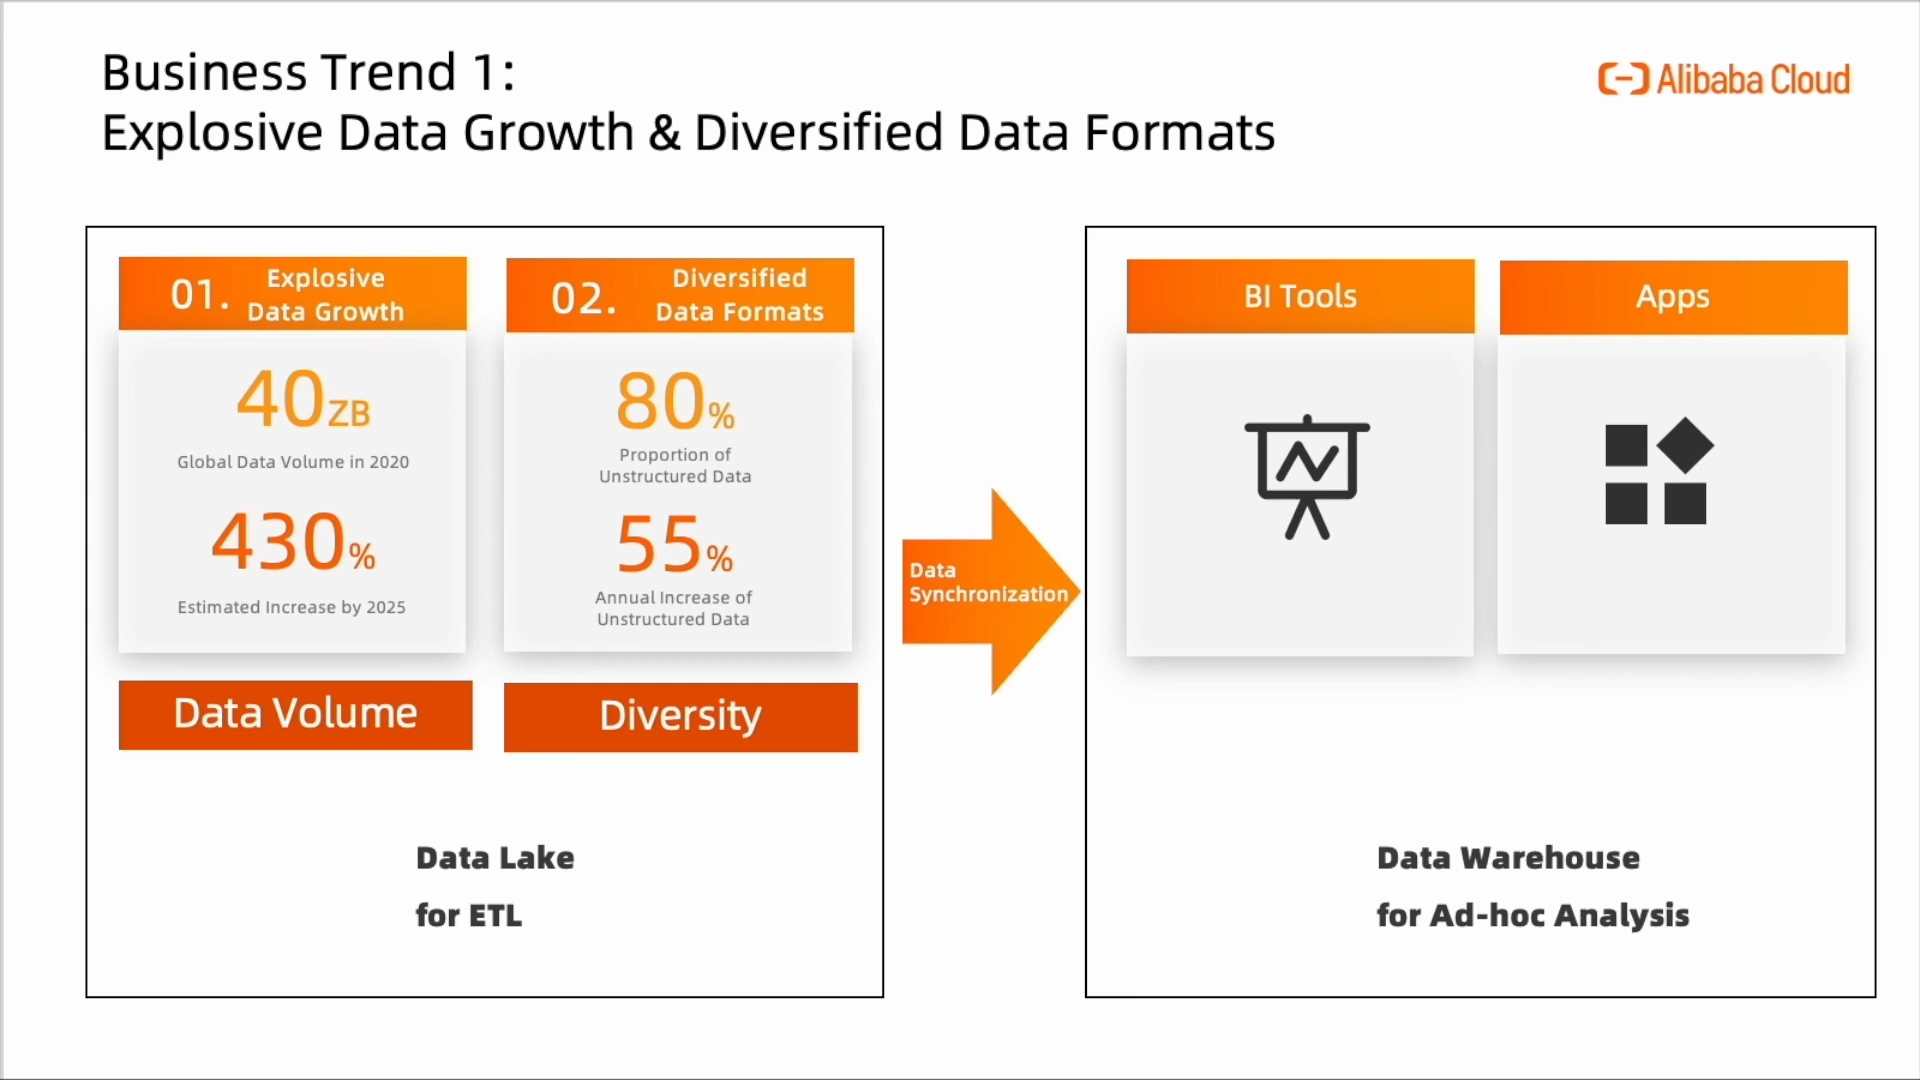 Business Trend 1:
Explosive Data Growth & Diversified Data Formats
Alibaba Cloud
01.
Explosive
Data Growth
40ZB
Global Data Volume in 2020
430%
Estimated Increase by 2025
Data Volume
02.
Diversified
Data Formats
80%
Proportion of
Unstructured Data
55%
Annual Increase of
Unstructured Data
Diversity
Data Lake
for ETL
Data
Synchronization
BI Tools
Apps
Data Warehouse
for Ad-hoc Analysis